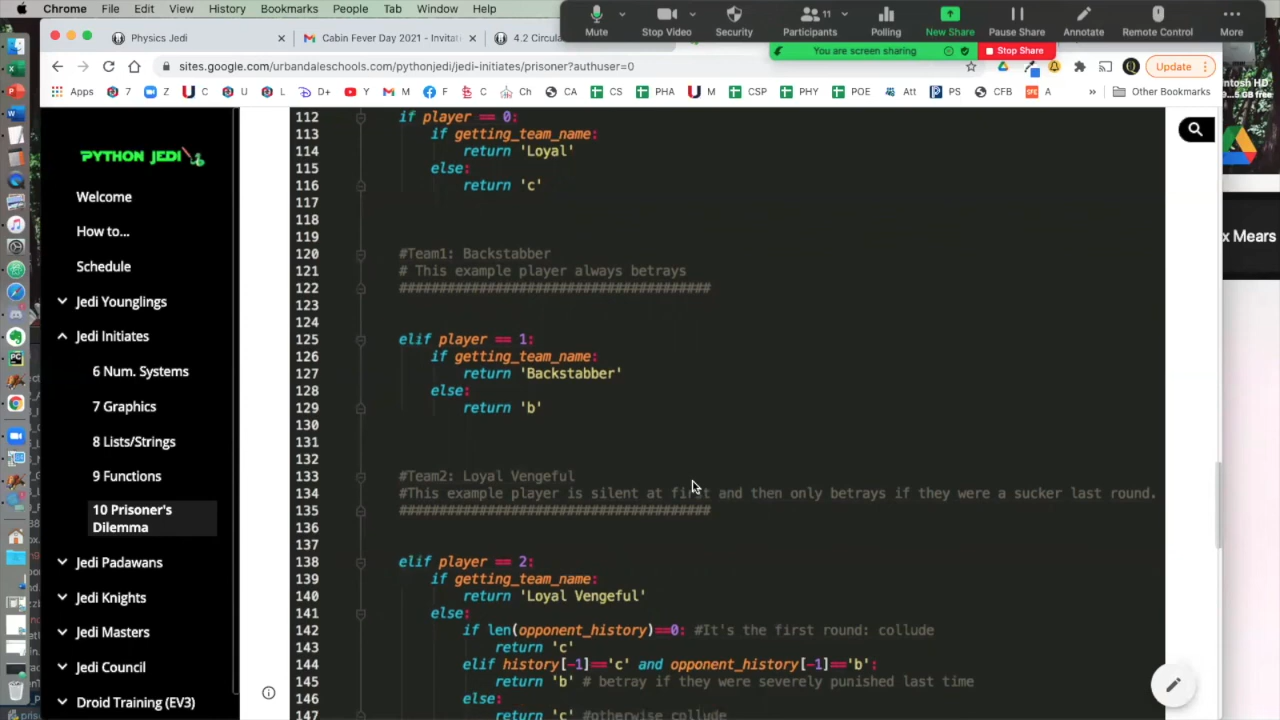 Chrome File Edit View History Bookmarks People Tab Window Help
Mute Stop Video Security Participants 11 Polling New Share Pause Share Annotate Remote Control More
You are screen sharing Stop Share
Physics Jedi Cabin Fever Day 2021 - Invitat 4.2 Circula
sites.google.com/urbandaleschools.com/pythonjedi/jedi-initiates/prisoner?authuser=0 Update
Apps 7 Z C U L De Y M F C CA CS PHA M CSP PHY POE Att PS CFB A » Other Bookmarks
PYTHON JEDI
Welcome
How to...
Schedule
Jedi Younglings
Jedi Initiates
6 Num. Systems
7 Graphics
8 Lists/Strings
9 Functions
10 Prisoner's
Dilemma
Jedi Padawans
Jedi Knights
Jedi Masters
Jedi Council
Droid Training (EV3)
112 if player == 0:
113 if getting_team_name:
114 return 'Loyal'
115 else:
116 return 'c'
117
118
119
120 #Team1: Backstabber
121 # This example player always betrays
122 #######################################
123
124
125 elif player == 1:
126 if getting_team_name:
127 return 'Backstabber'
128 else:
129 return 'b'
130
131
132
133 #Team2: Loyal Vengeful
134 #This example player is silent at first and then only betrays if they were a sucker last round.
135 #######################################
136
137
138 elif player == 2:
139 if getting_team_name:
140 return 'Loyal Vengeful'
141 else:
142 if len(opponent_history)==0: #It's the first round: collude
143 return 'c'
144 elif history[-1]=='c' and opponent_history[-1]=='b':
145 return 'b' # betray if they were severely punished last time
146 else:
147 return 'c' #otherwise collude
intosh HD
x Mears